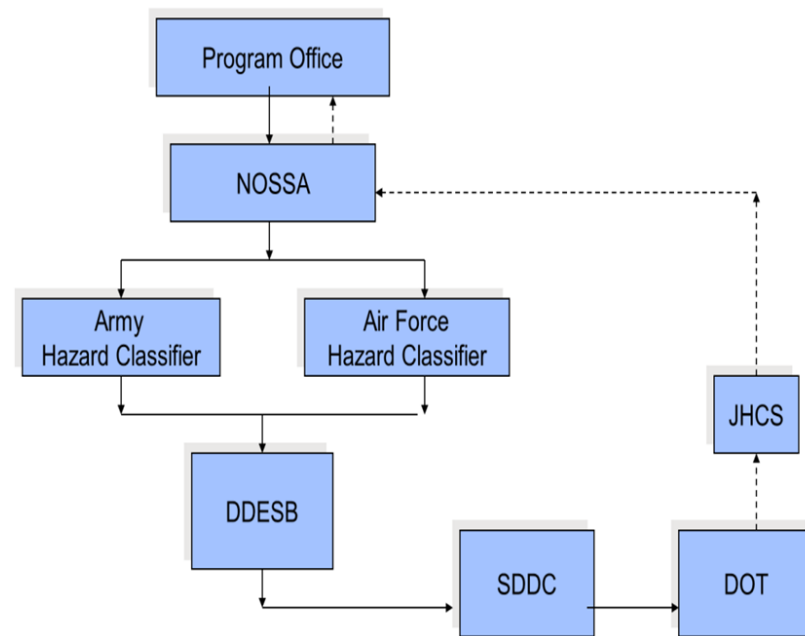 Program Office
NOSSA
Army
Hazard Classifier
Air Force
Hazard Classifier
JHCS
DDESB
SDDC
DOT